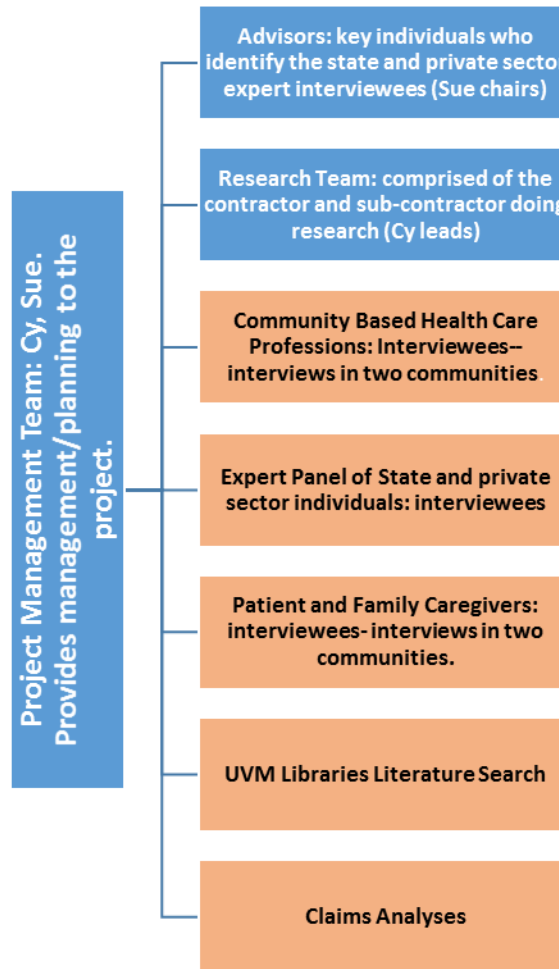 Project Management Team: Cy, Sue.
Provides management/planning to the
project.
Advisors: key individuals who
identify the state and private sector
expert interviewees (Sue chairs)
Research Team: comprised of the
contractor and sub-contractor doing
research (Cy leads)
Community Based Health Care
Professions: Interviewees--
interviews in two communities.
Expert Panel of State and private
sector individuals: interviewees
Patient and Family Caregivers:
interviewees- interviews in two
communities.
UVM Libraries Literature Search
Claims Analyses